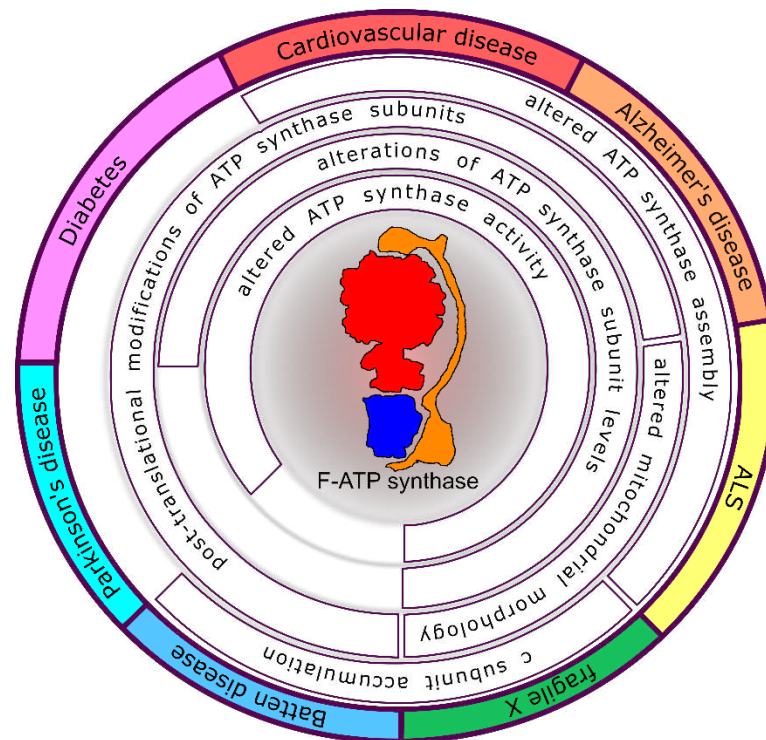 Cardiovascular disease
Alzheimer's disease
ALS
fragile X
Batten disease
Parkinson's disease
Diabetes
altered ATP synthase assembly
c subunit accumulation
post-translational modifications of ATP synthase subunits
altered mitochondrial morphology
alterations of ATP synthase subunit levels
altered ATP synthase activity
F-ATP synthase